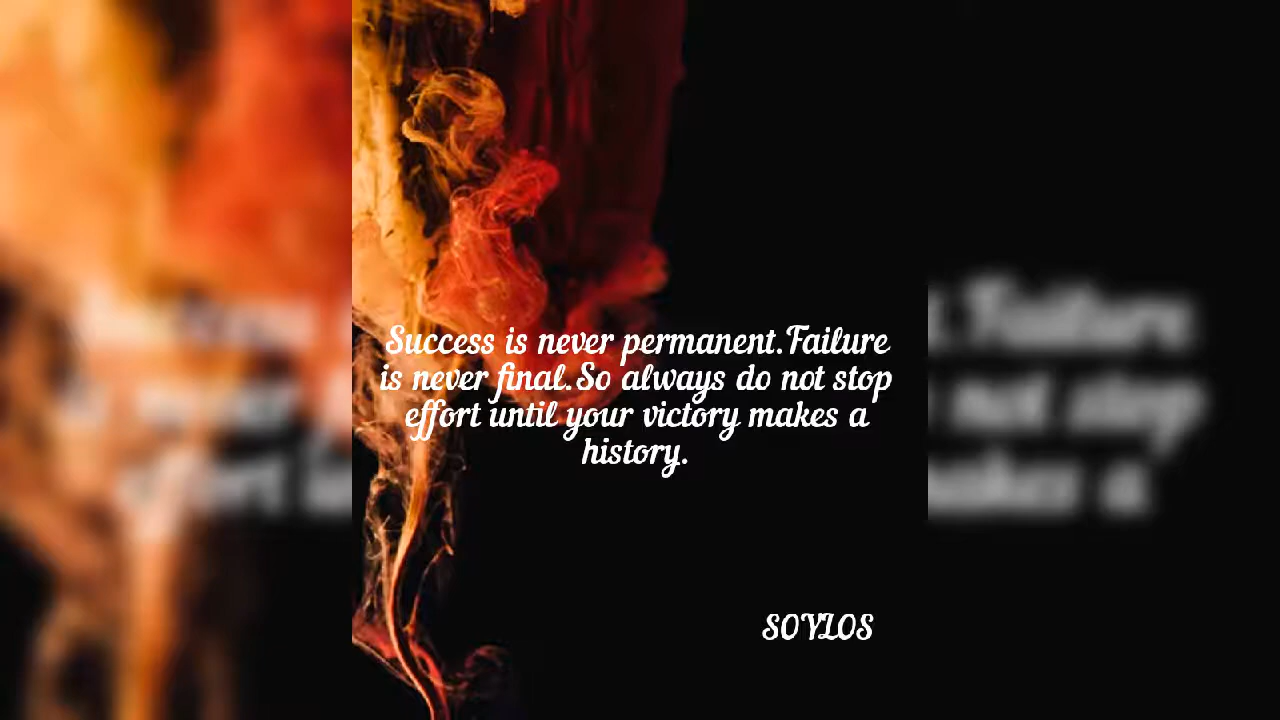 Success is never permanent.Failure
is never final.So always do not stop
effort until your victory makes a
history.
SOYLOS